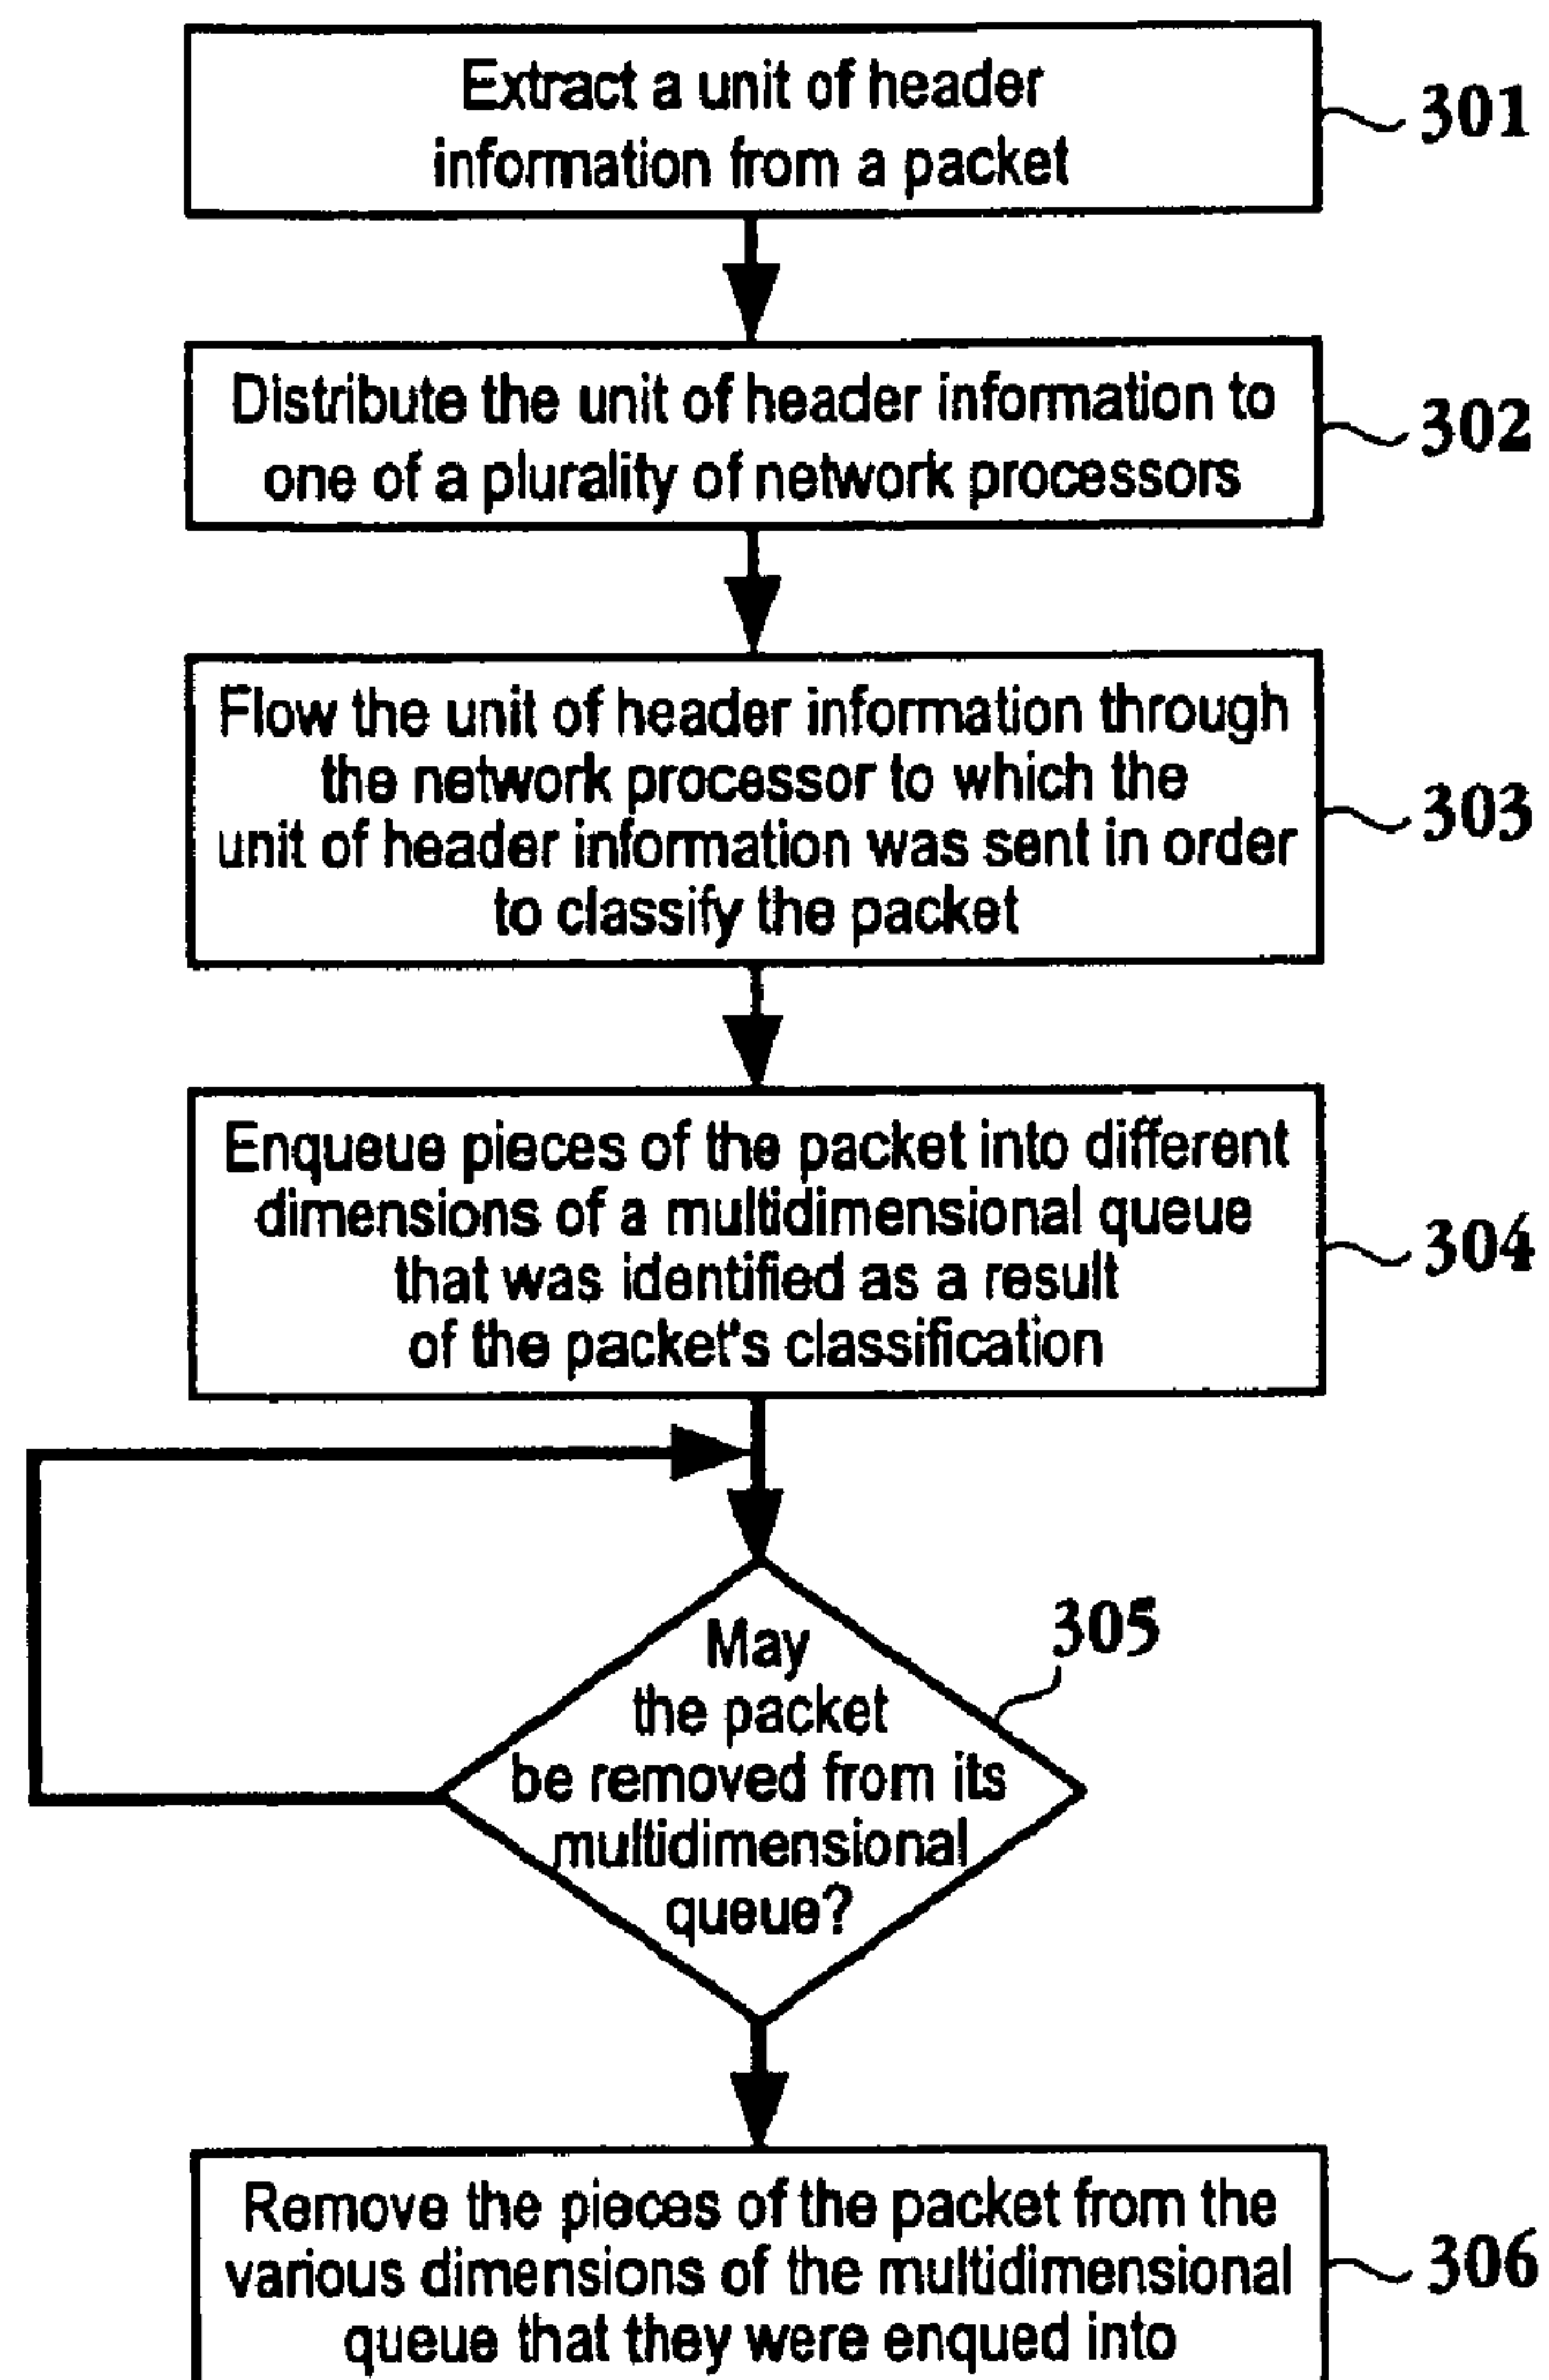 Extract a unit of header
information from a packet
301
Distribute the unit of header information to
one of a plurality of network processors
302
Flow the unit of header information through
the network processor to which the
unit of header information was sent in order
to classify the packet
303
Enqueue pieces of the packet into different
dimensions of a multidimensional queue
that was identified as a result
of the packet's classification
304
May
the packet
be removed from its
multidimensional
queue?
305
Remove the pieces of the packet from the
various dimensions of the multidimensional
queue that they were enqued into
306